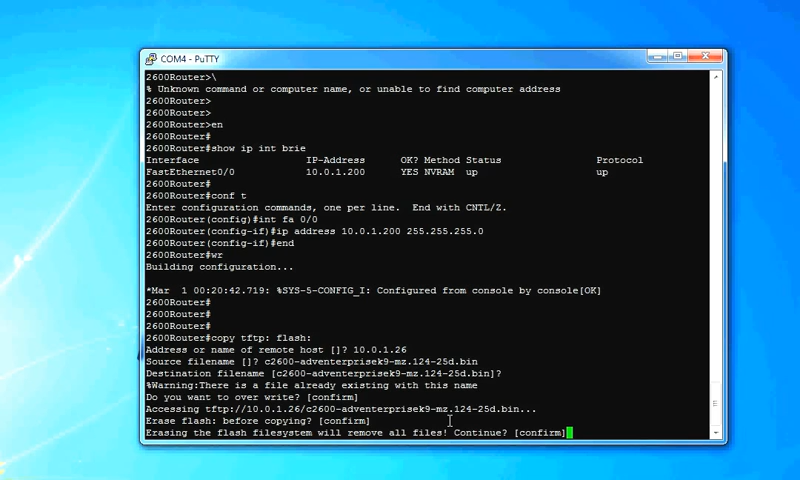 COM4 - PuTTY
2600Router>\
% Unknown command or computer name, or unable to find computer address
2600Router>
2600Router>
2600Router>en
2600Router#
2600Router#show ip int brie
Interface IP-Address OK? Method Status Protocol
FastEthernet0/0 10.0.1.200 YES NVRAM up up
2600Router#
2600Router#conf t
Enter configuration commands, one per line. End with CNTL/Z.
2600Router(config)#int fa 0/0
2600Router(config-if)#ip address 10.0.1.200 255.255.255.0
2600Router(config-if)#end
2600Router#wr
Building configuration...
*Mar 1 00:20:42.719: %SYS-5-CONFIG_I: Configured from console by console[OK]
2600Router#
2600Router#
2600Router#
2600Router#copy tftp: flash:
Address or name of remote host []? 10.0.1.26
Source filename []? c2600-adventerprisek9-mz.124-25d.bin
Destination filename [c2600-adventerprisek9-mz.124-25d.bin]?
%Warning:There is a file already existing with this name
Do you want to over write? [confirm]
Accessing tftp://10.0.1.26/c2600-adventerprisek9-mz.124-25d.bin...
Erase flash: before copying? [confirm]
Erasing the flash filesystem will remove all files! Continue? [confirm]